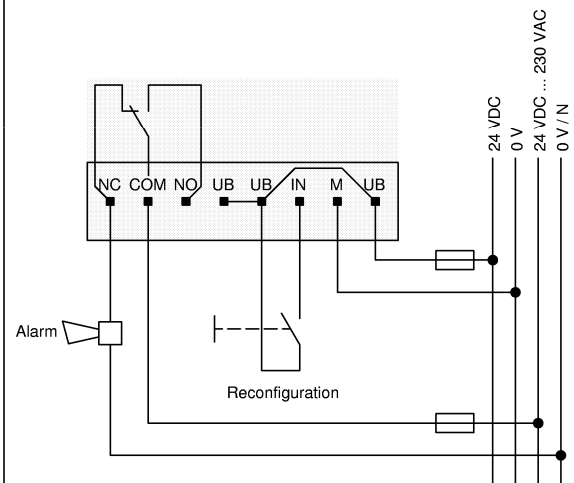 24 VDC
0 V
24 VDC ... 230 VAC
0 V / N
NC COM NO UB UB IN M UB
Alarm
Reconfiguration